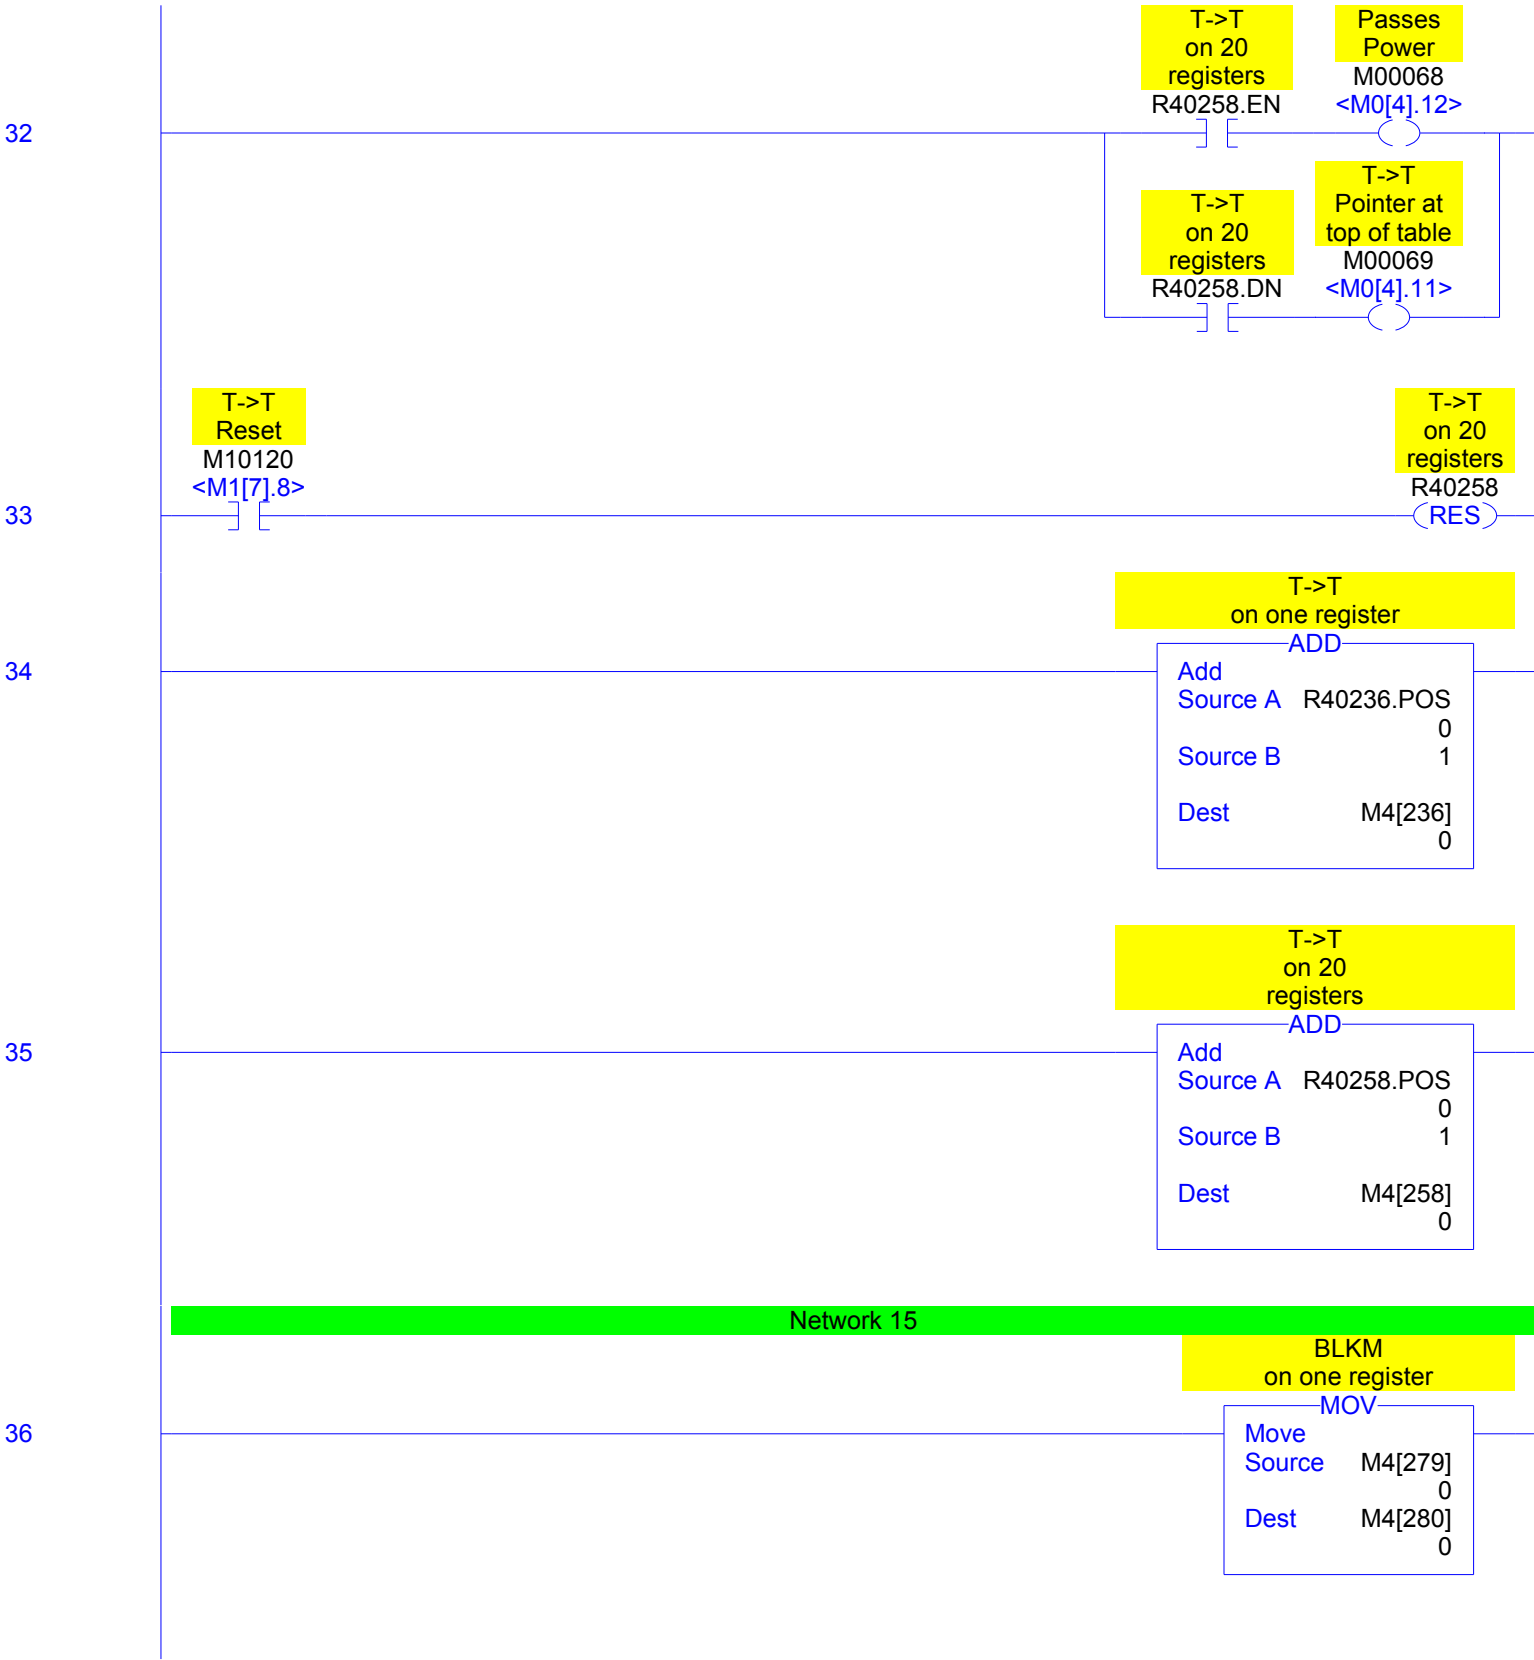 T->T
on 20
registers
R40258.EN
Passes
Power
M00068
<M0[4].12>
32
T->T
on 20
registers
R40258.DN
T->T
Pointer at
top of table
M00069
<M0[4].11>
T->T
Reset
M10120
<M1[7].8>
T->T
on 20
registers
R40258
33
RES
T->T
on one register
ADD
34
Add
Source A R40236.POS
0
Source B 1
Dest M4[236]
0
T->T
on 20
registers
ADD
35
Add
Source A R40258.POS
0
Source B 1
Dest M4[258]
0
Network 15
BLKM
on one register
MOV
36
Move
Source M4[279]
0
Dest M4[280]
0